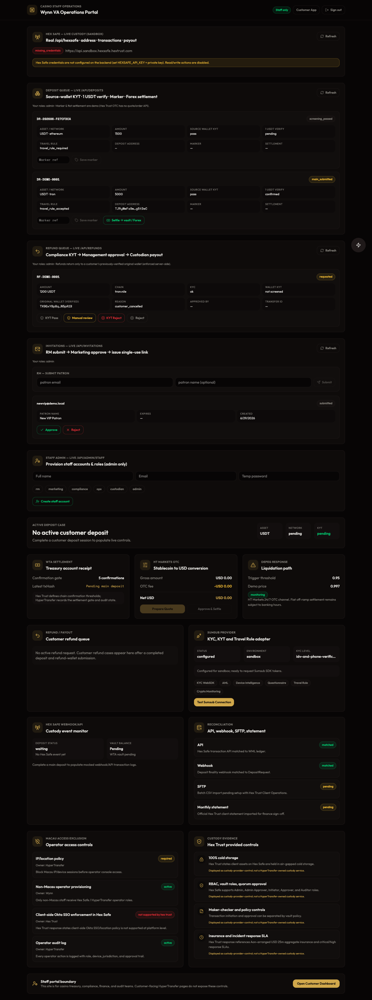 CASINO STAFF OPERATIONS
Wynn VA Operations Portal
Staff only
Customer App
Sign out
HEX SAFE — LIVE CUSTODY (SANDBOX)
Real /api/hexsafe · address · transactions · payout
Refresh
missing_credentials
https://api.sandbox.hexsafe.hextrust.com
Hex Safe credentials are not configured on the backend (set HEXSAFE_API_KEY + private key). Read/write actions are disabled.
DEPOSIT QUEUE — LIVE /API/DEPOSITS
Source-wallet KYT · 1 USDT verify · Marker · Forex settlement
Refresh
Your roles: admin · Marker & fiat settlement are demo (Hex Trust OTC has no quote/order API).
DR-202606-F27CFDCA
screening_passed
ASSET / NETWORK
USDT · ethereum
AMOUNT
1500
SOURCE WALLET KYT
pass
1 USDT VERIFY
pending
TRAVEL RULE
travel_rule_required
DEPOSIT ADDRESS
—
MARKER
—
SETTLEMENT
—
Marker ref
Save marker
DR-DEMO-0001
main_submitted
ASSET / NETWORK
USDT · tron
AMOUNT
5000
SOURCE WALLET KYT
pass
1 USDT VERIFY
confirmed
TRAVEL RULE
travel_rule_accepted
DEPOSIT ADDRESS
TJRyWwFs9w…g5tDeC
MARKER
—
SETTLEMENT
—
Marker ref
Save marker
Settle → vault / Forex
REFUND QUEUE — LIVE /API/REFUNDS
Compliance KYT → Management approval → Custodian payout
Refresh
Your roles: admin · Refunds return only to a customer's previously-verified original wallet (enforced server-side).
RF-DEMO-0001
requested
AMOUNT
1200 USDT
CHAIN
tron:nile
KYC
ok
WALLET KYT
not screened
ORIGINAL WALLET (VERIFIED)
TX9GxY8p8q…N5pA1B
REASON
customer_cancelled
APPROVED BY
—
TRANSFER ID
—
KYT Pass
Manual review
KYT Reject
Reject
INVITATIONS — LIVE /API/INVITATIONS
RM submit → Marketing approve → issue single-use link
Refresh
Your roles: admin
RM — SUBMIT PATRON
patron email
patron name (optional)
Submit
newvip@demo.local
submitted
PATRON NAME
New VIP Patron
EXPIRES
—
CREATED
6/29/2026
Approve
Reject
STAFF ADMIN — LIVE /API/ADMIN/STAFF
Provision staff accounts & roles (admin only)
Full name
Email
Temp password
rm
marketing
compliance
ops
custodian
admin
Create staff account
ACTIVE DEPOSIT CASE
No active customer deposit
Complete a customer deposit session to populate live controls.
ASSET
USDT
NETWORK
pending
KYT
pending
WTA SETTLEMENT
Treasury account receipt
Confirmation gate
5 confirmations
Latest txHash
Pending main deposit
Hex Trust defines chain confirmation thresholds;
HyperTransfer records the settlement gate and audit state.
HT MARKETS OTC
Stablecoin to USD conversion
Gross amount
USD 0.00
OTC fee
-USD 0.00
Net USD
USD 0.00
Prepare Quote
Approve & Settle
DEPEG RESPONSE
Liquidation path
Trigger threshold
0.95
Demo price
0.997
monitoring
HT Markets 24/7 OTC channel. Fiat off-ramp settlement remains
subject to banking hours.
REFUND / PAYOUT
Customer refund queue
No active refund request. Customer refund cases appear here after a completed
deposit and refund-wallet submission.
SUMSUB PROVIDER
KYC, KYT and Travel Rule adapter
STATUS
configured
ENVIRONMENT
sandbox
KYC LEVEL
idv-and-phone-verific...
Configured for sandbox; ready to request Sumsub SDK tokens.
KYC WebSDK
AML
Device Intelligence
Questionnaire
Travel Rule
Crypto Monitoring
Test Sumsub Connection
HEX SAFE WEBHOOK/API
Custody event monitor
DEPOSIT STATUS
waiting
No Hex Safe event yet
VAULT BALANCE
Pending
WTA vault pending
Complete a main deposit to populate mocked webhook/API transaction logs.
RECONCILIATION
API, webhook, SFTP, statement
API
matched
Hex Safe transaction API matched to WML ledger.
Webhook
matched
Deposit finality webhook matched to DepositRequest.
SFTP
pending
Batch CSV import pending setup with Hex Trust Client Operations.
Monthly statement
pending
Official Hex Trust client statement imported for finance sign-off.
MACAU ACCESS EXCLUSION
Operator access controls
IP/location policy
required
Owner: HyperTransfer
Block Macau IP/device sessions before operator console access.
Non-Macau operator provisioning
active
Owner: Wynn
Only non-Macau staff receive Hex Safe / HyperTransfer operator roles.
Client-side Okta SSO enforcement in Hex Safe
not supported by hex trust
Owner: Hex Trust
Hex Trust response states client-side Okta SSO/location policy is not supported at platform level.
Operator audit log
active
Owner: HyperTransfer
Every operator action is logged with role, device, jurisdiction, and approval trail.
CUSTODY EVIDENCE
Hex Trust provided controls
100% cold storage
Hex Trust states client assets on Hex Safe are held in air-gapped cold storage.
Displayed as custody-provider-control; not a HyperTransfer-owned custody service.
RBAC, vault roles, quorum approval
Hex Safe supports Admin, Admin Approver, Initiator, Approver, and Auditor roles.
Displayed as custody-provider-control; not a HyperTransfer-owned custody service.
Maker-checker and policy controls
Transaction initiation and approval can be separated by vault policy.
Displayed as custody-provider-control; not a HyperTransfer-owned custody service.
Insurance and incident response SLA
Hex Trust response references Aon-arranged USD 25m aggregate insurance and critical/high
response SLAs.
Displayed as custody-provider-control; not a HyperTransfer-owned custody service.
Staff portal boundary
This site is for casino treasury, compliance, finance, and audit teams. Customer-facing HyperTransfer pages do not expose these controls.
Open Customer Dashboard